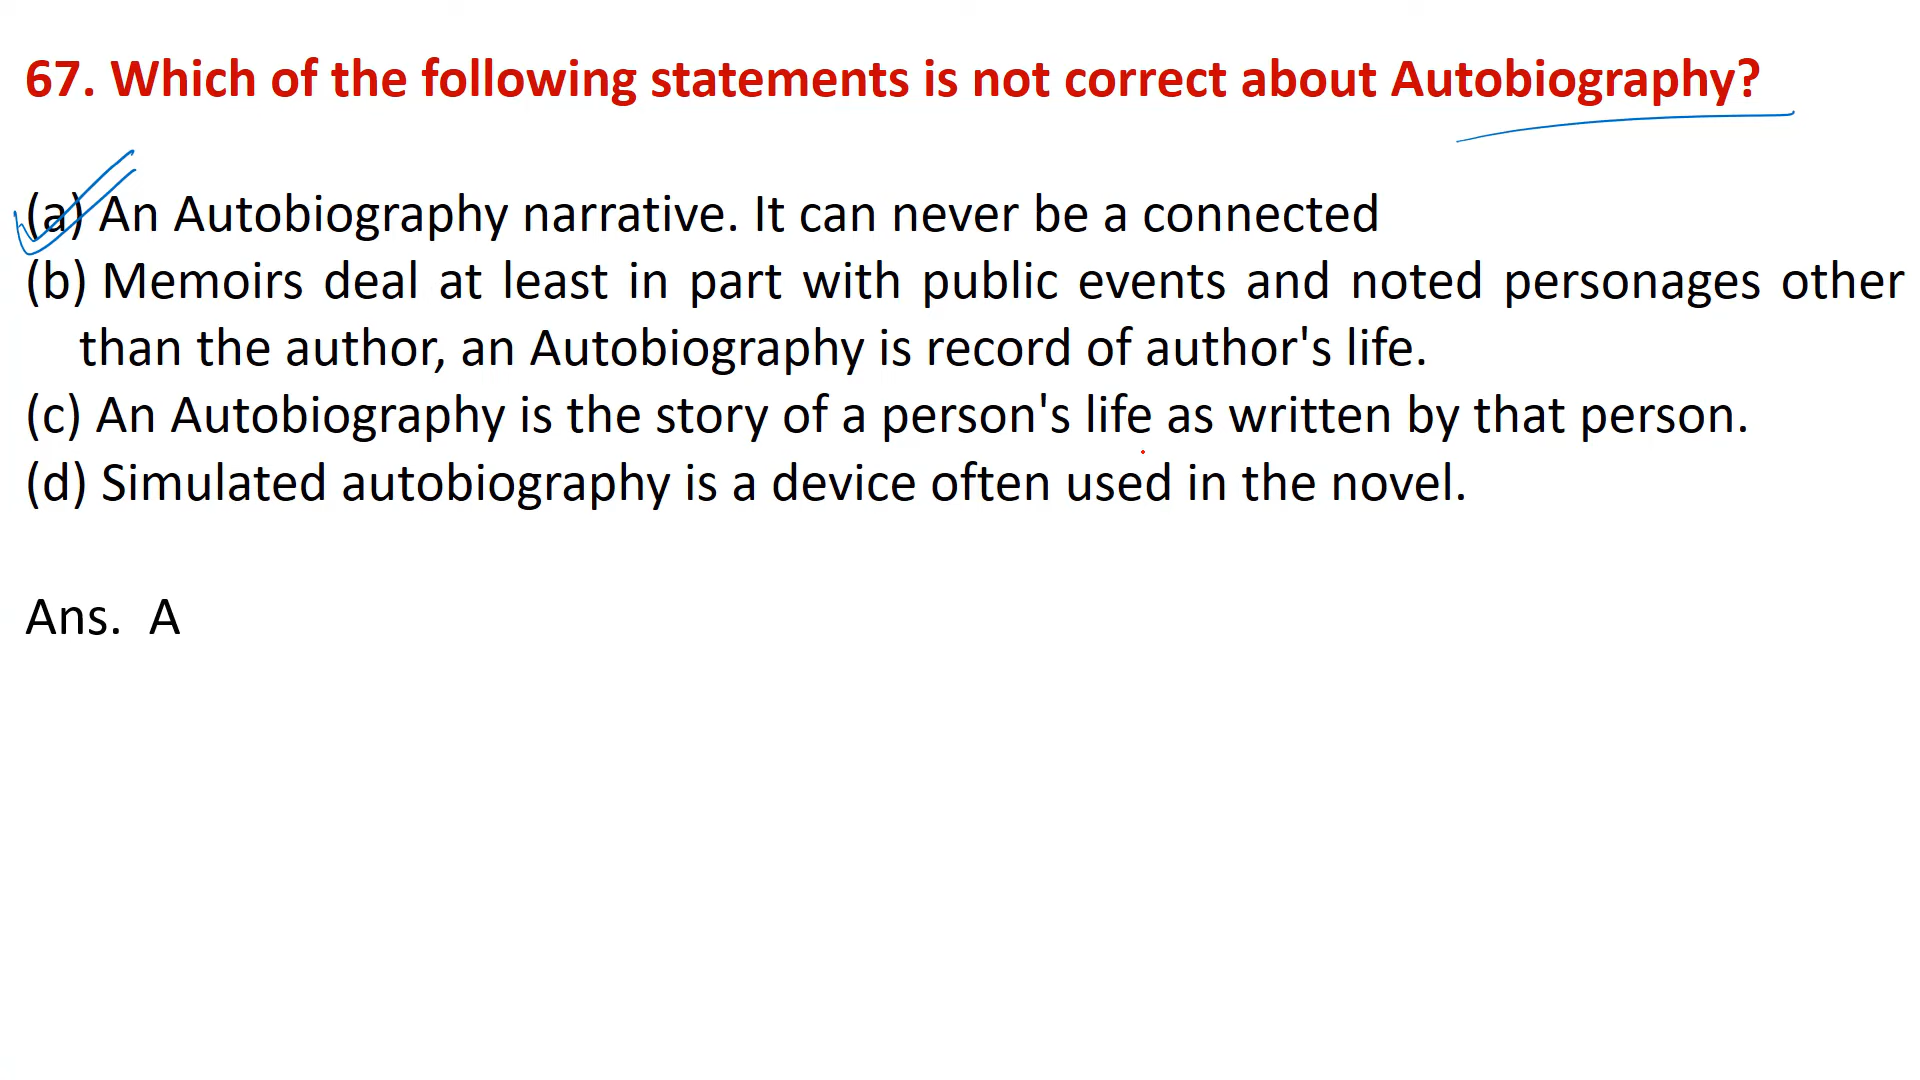 67. Which of the following statements is not correct about Autobiography?
(a) An Autobiography narrative. It can never be a connected
(b) Memoirs deal at least in part with public events and noted personages other
than the author, an Autobiography is record of author's life.
(c) An Autobiography is the story of a person's life as written by that person.
(d) Simulated autobiography is a device often used in the novel.
Ans. A